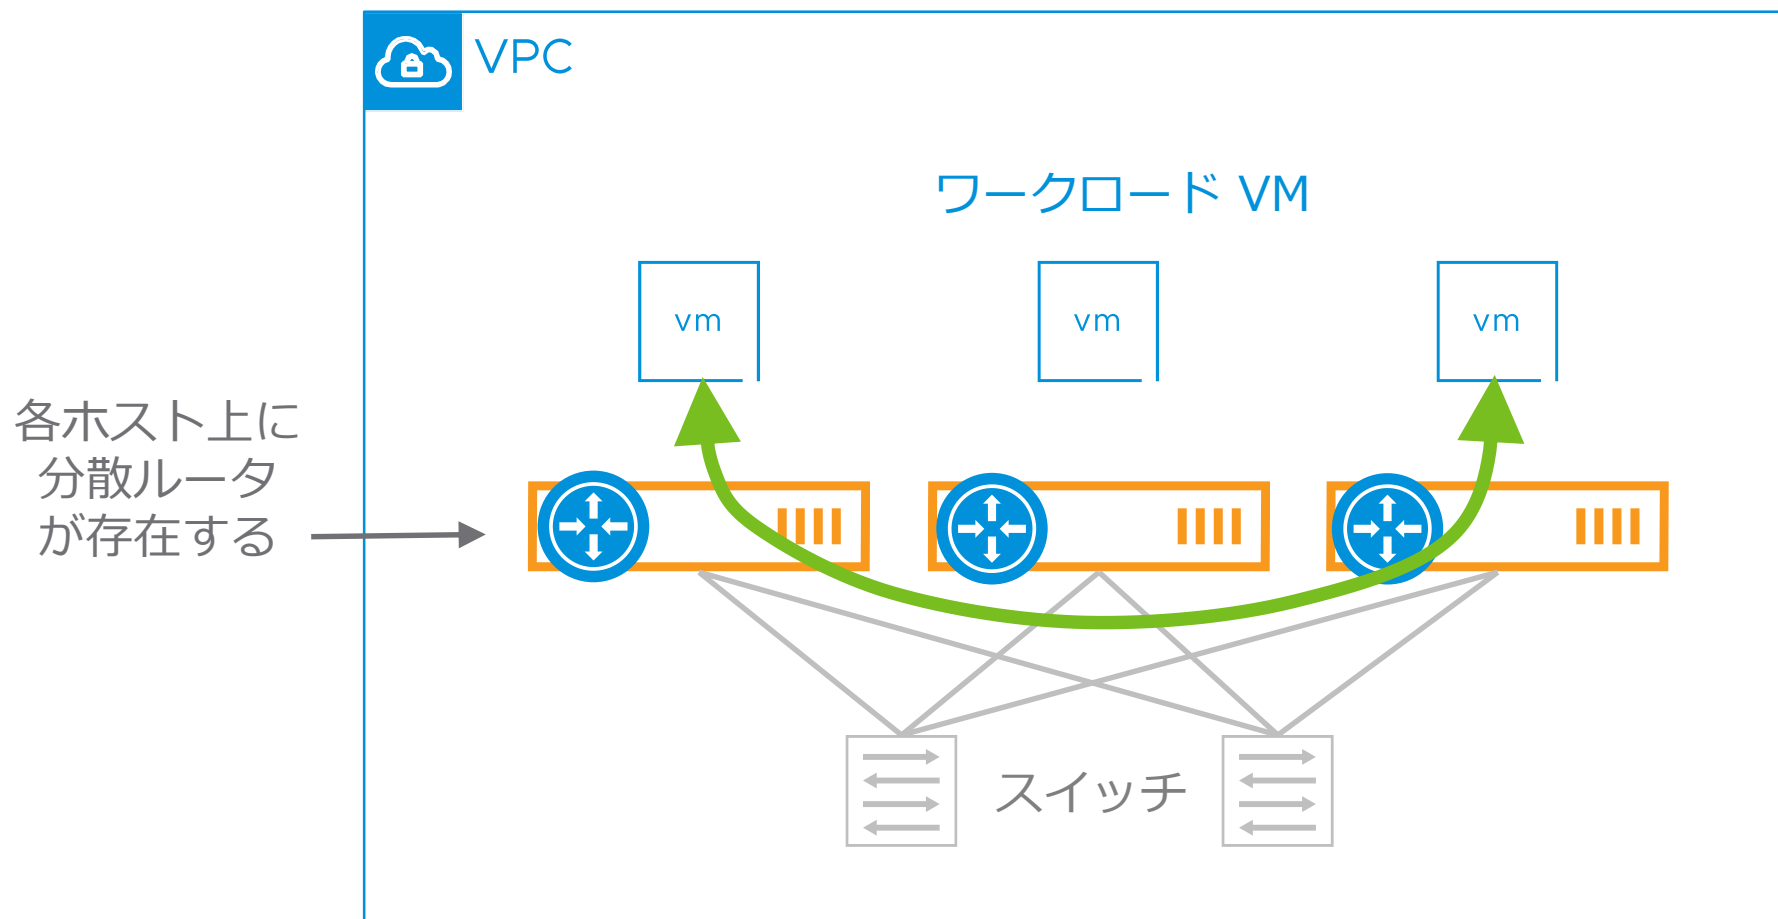 VPC
ワークロード VM
vm
vm
vm
各ホスト上に
分散ルータ
が存在する
スイッチ